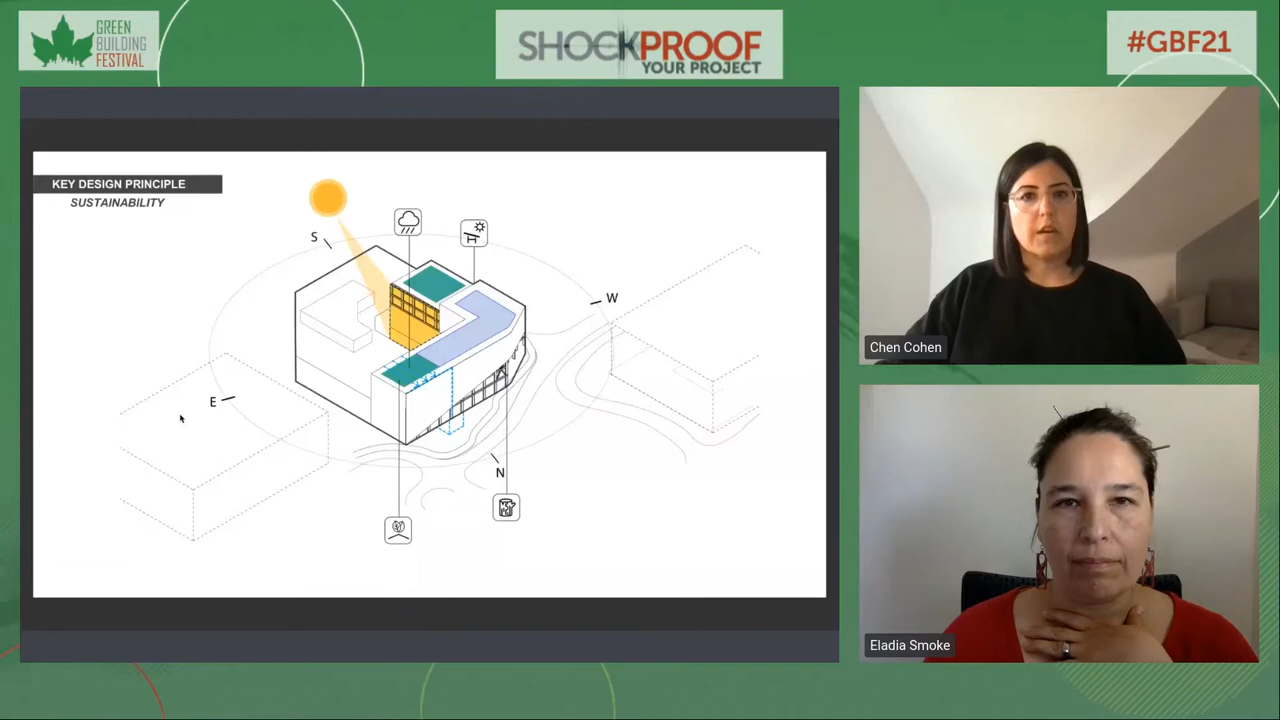 GREEN
BUILDING
FESTIVAL
SHOCKPROOF
YOUR PROJECT
#GBF21
KEY DESIGN PRINCIPLE
SUSTAINABILITY
S
W
E
N
Chen Cohen
Eladia Smoke